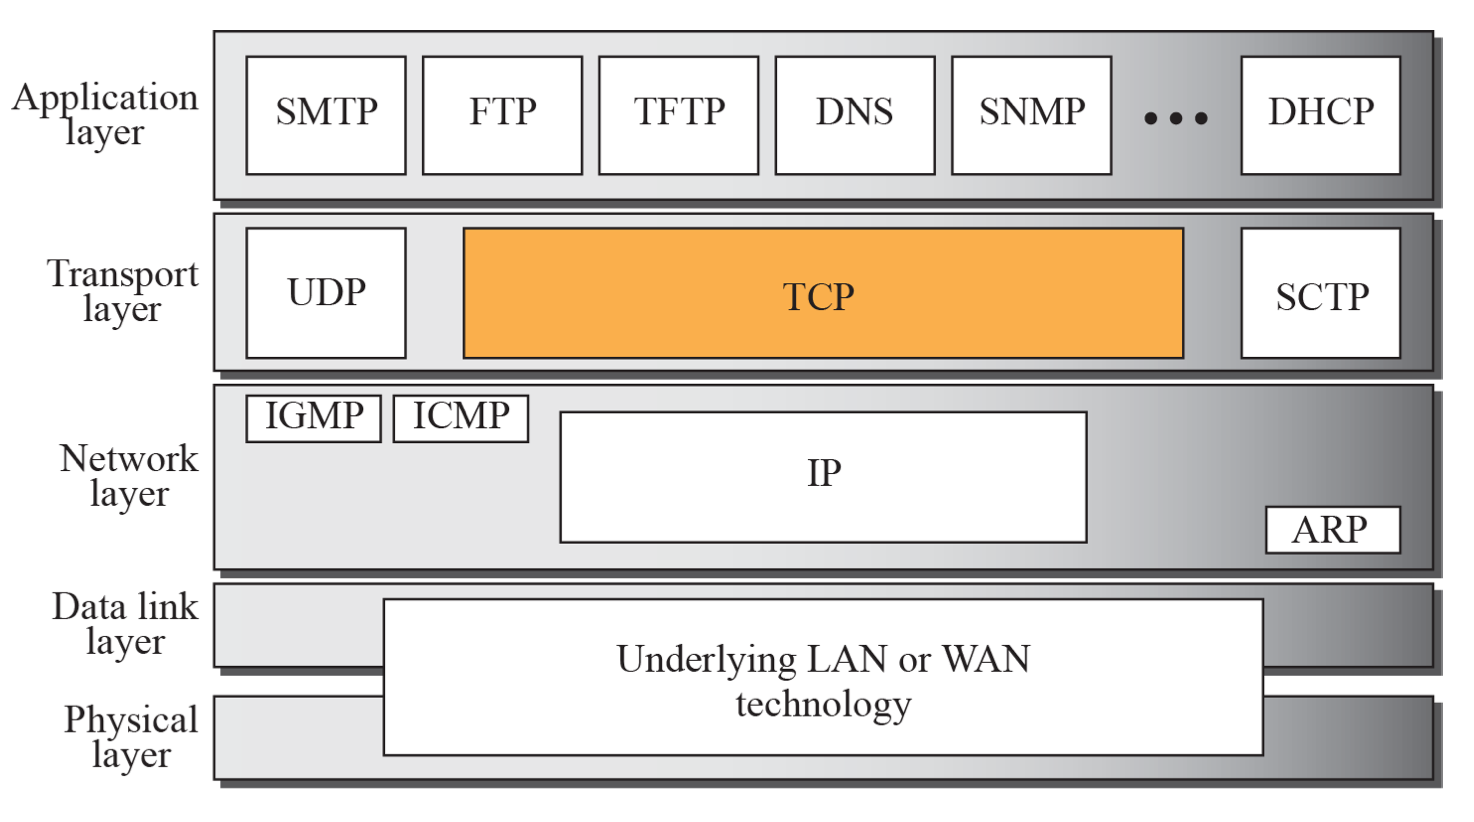 Application
layer
SMTP
FTP
TFTP
DNS
SNMP
•••
DHCP
Transport
layer
UDP
TCP
SCTP
Network
layer
IGMP
ICMP
IP
ARP
Data link
layer
Underlying LAN or WAN
technology
Physical
layer